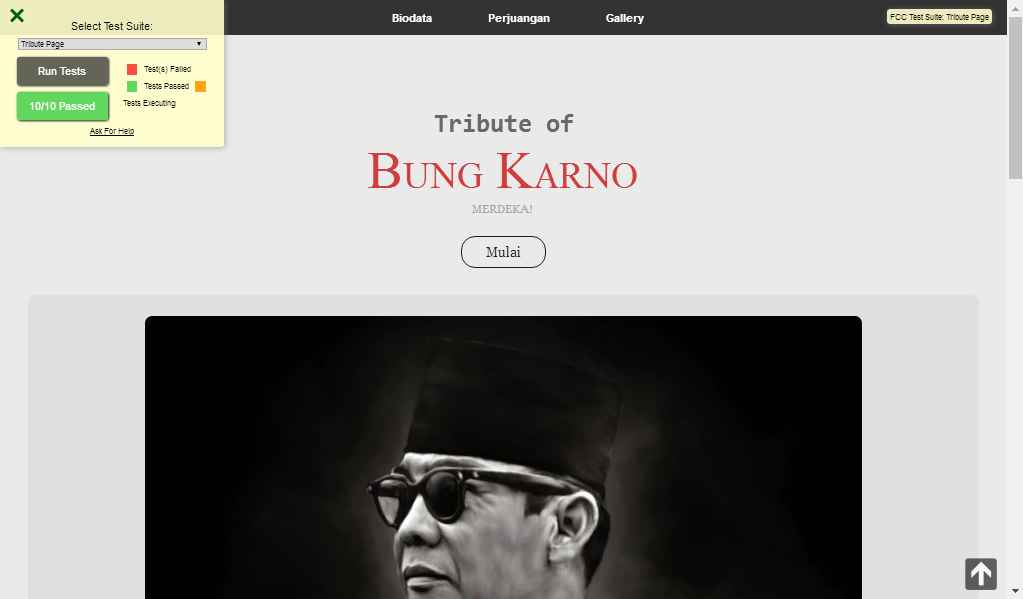 Select Test Suite:
Tribute Page
Run Tests
Test(s) Failed
Tests Passed
10/10 Passed
Tests Executing
Ask For Help
Biodata
Perjuangan
Gallery
FCC Test Suite: Tribute Page
Tribute of
Bung Karno
MERDEKA!
Mulai